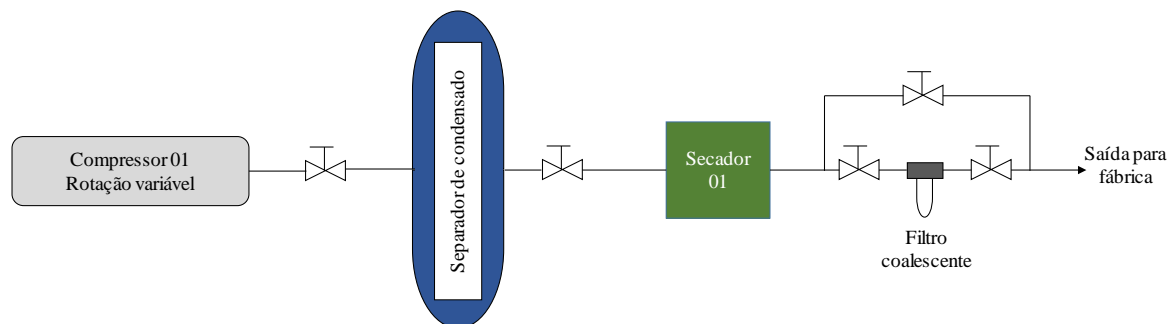 Compressor 01
Rotação variável
Separador de condensado
Secador
01
Filtro
coalescente
Saída para
fábrica